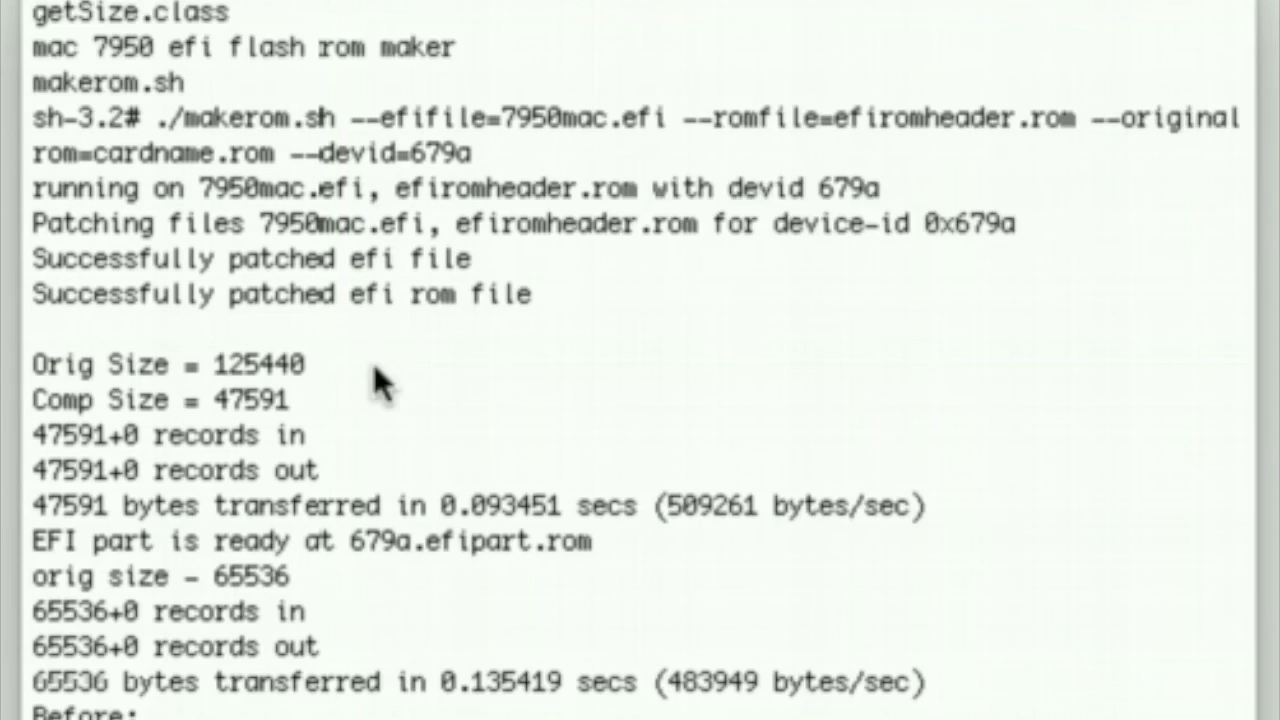 getSize.class
mac 7950 efi flash rom maker
makerom.sh
sh-3.2# ./makerom.sh --efifile=7950mac.efi --romfile=efiromheader.rom --original
rom=cardname.rom --devid=679a
running on 7950mac.efi, efiromheader.rom with devid 679a
Patching files 7950mac.efi, efiromheader.rom for device-id 0x679a
Successfully patched efi file
Successfully patched efi rom file
Orig Size = 125440
Comp Size = 47591
47591+0 records in
47591+0 records out
47591 bytes transferred in 0.093451 secs (509261 bytes/sec)
EFI part is ready at 679a.efipart.rom
orig size - 65536
65536+0 records in
65536+0 records out
65536 bytes transferred in 0.135419 secs (483949 bytes/sec)
Before: